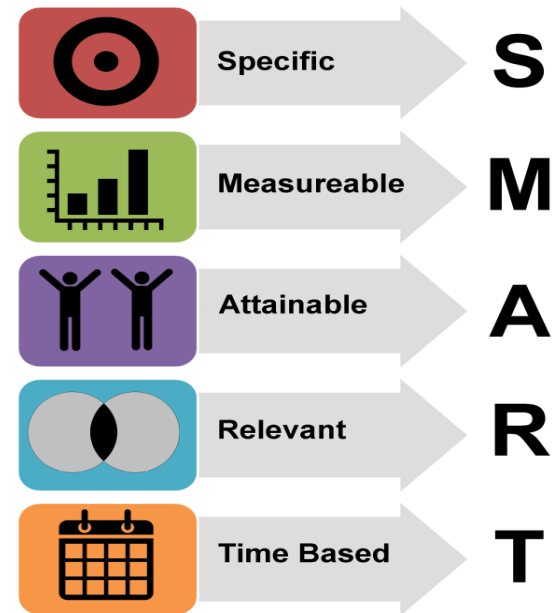 Specific S
Measureable M
Attainable A
Relevant R
Time Based T